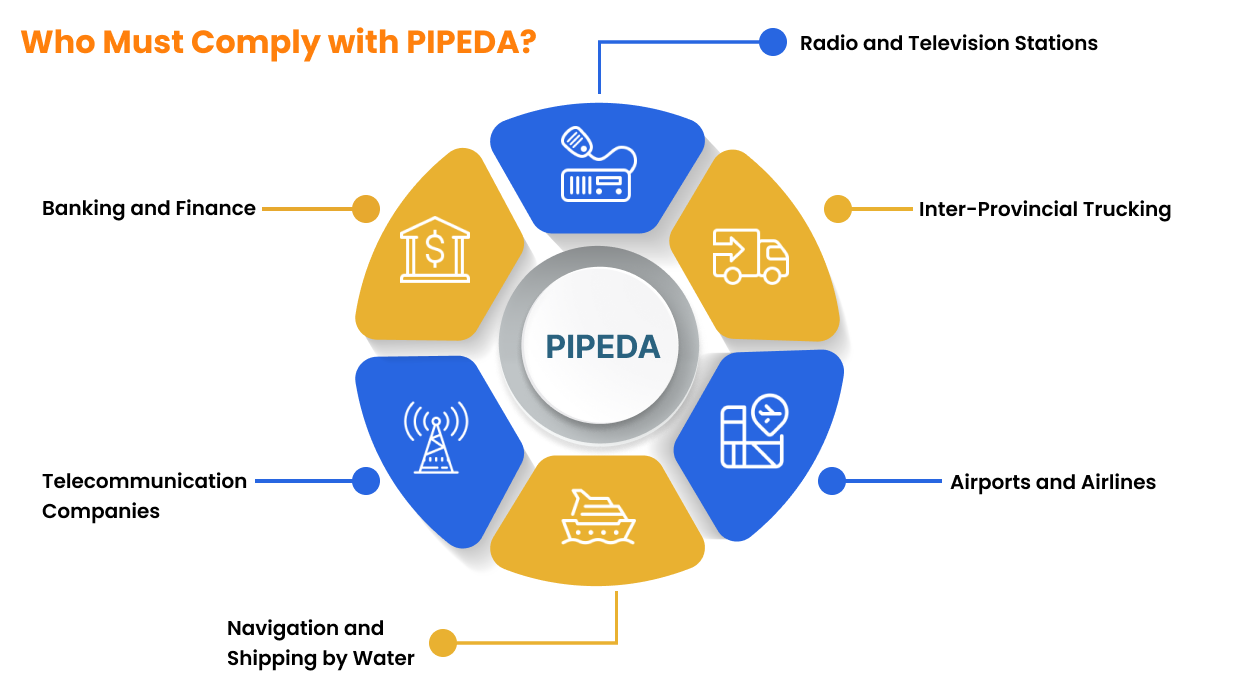 Who Must Comply with PIPEDA?
Radio and Television Stations
Banking and Finance
Inter-Provincial Trucking
PIPEDA
Telecommunication
Companies
Airports and Airlines
Navigation and
Shipping by Water